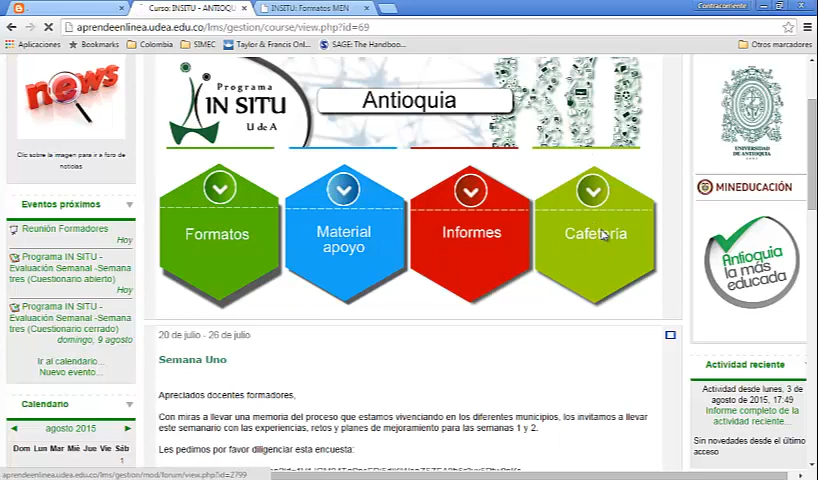 Curso: INSITU - ANTIOQU
INSITU: Formatos MEN
Contracorriente
aprendeenlinea.udea.edu.co/lms/gestion/course/view.php?id=69
Aplicaciones
Bookmarks
Colombia
SIMEC
Taylor & Francis Onl...
SAGE: The Handboo...
Otros marcadores
news
Clic sobre la imagen para ir a foro de
noticias
Eventos próximos
Reunión Formadores
Hoy
Programa IN SITU -
Evaluación Semanal -Semana
tres (Cuestionario abierto)
Hoy
Programa IN SITU -
Evaluación Semanal -Semana
tres (Cuestionario cerrado)
domingo, 9 agosto
Ir al calendario...
Nuevo evento...
Calendario
agosto 2015
Dom Lun Mar Mié Jue Vie Sáb
1
Programa
IN SITU
U de A
Antioquia
Formatos
Material
apoyo
Informes
Cafetería
20 de julio - 26 de julio
Semana Uno
Apreciados docentes formadores,
Con miras a llevar una memoria del proceso que estamos vivenciando en los diferentes municipios, los invitamos a llevar
este semanario con las experiencias, retos y planes de mejoramiento para las semanas 1 y 2.
Les pedimos por favor diligenciar esta encuesta:
UNIVERSIDAD
DE ANTIOQUIA
MINEDUCACIÓN
Antioquia
la más
educada
Actividad reciente
Actividad desde lunes, 3 de
agosto de 2015, 17:49
Informe completo de la
actividad reciente...
Sin novedades desde el último
acceso
aprendeenlinea.udea.edu.co/lms/gestion/mod/forum/view.php?id=2799